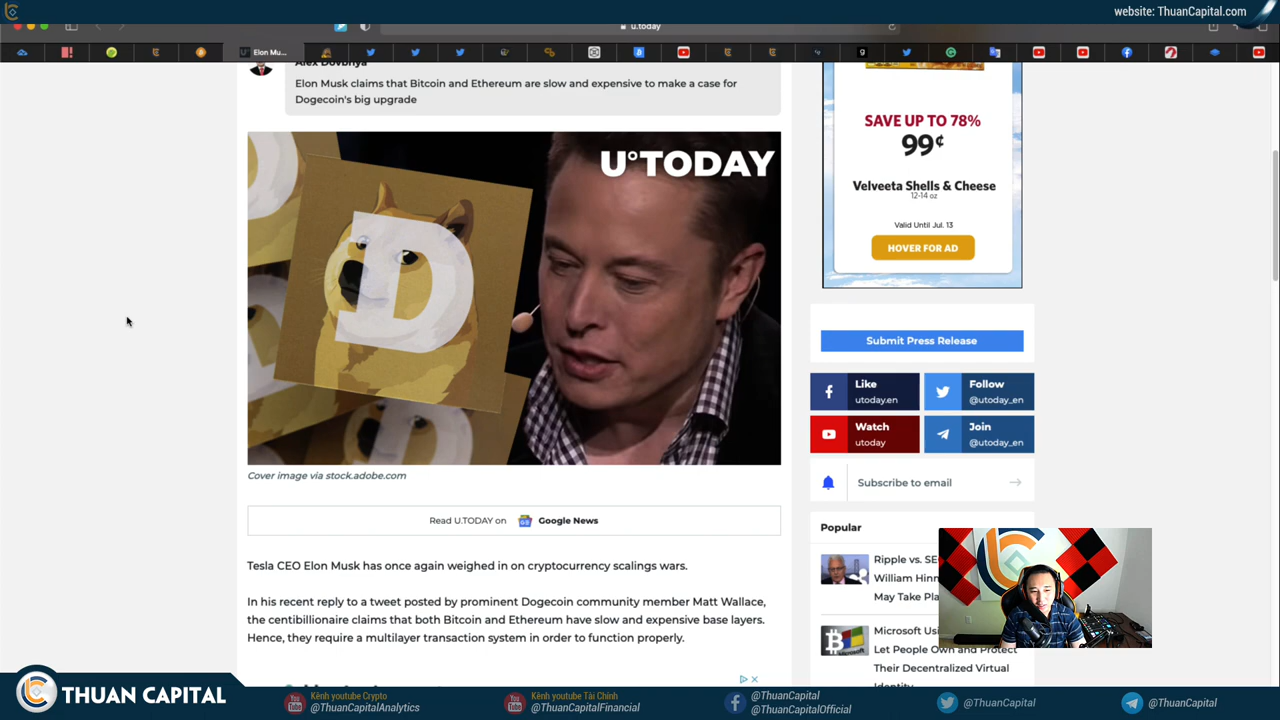 website: ThuanCapital.com
u.today
Elon Mu...
Alex Dovbnya
Elon Musk claims that Bitcoin and Ethereum are slow and expensive to make a case for
Dogecoin's big upgrade
U°TODAY
D
Cover image via stock.adobe.com
Read U.TODAY on Google News
Tesla CEO Elon Musk has once again weighed in on cryptocurrency scalings wars.
In his recent reply to a tweet posted by prominent Dogecoin community member Matt Wallace,
the centibillionaire claims that both Bitcoin and Ethereum have slow and expensive base layers.
Hence, they require a multilayer transaction system in order to function properly.
SAVE UP TO 78%
99¢
Velveeta Shells & Cheese
12-14 oz
Valid Until Jul. 13
HOVER FOR AD
Submit Press Release
Like
utoday.en
Follow
@utoday_en
Watch
utoday
Join
@utoday_en
Subscribe to email
Popular
Ripple vs. SE
William Hinn
May Take Pla
Microsoft Usi
Let People Own and Protect
Their Decentralized Virtual
Identity
THUAN CAPITAL
Kênh youtube Crypto
@ThuanCapitalAnalytics
Kênh youtube Tài Chính
@ThuanCapitalFinancial
@ThuanCapital
@ThuanCapitalOfficial
@ThuanCapital
@ThuanCapital